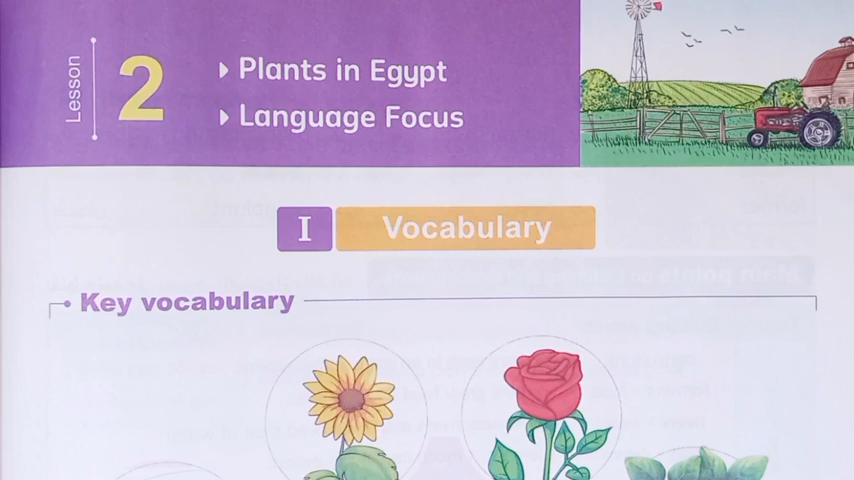 Lesson
2
Plants in Egypt
Language Focus
I
Vocabulary
Key vocabulary